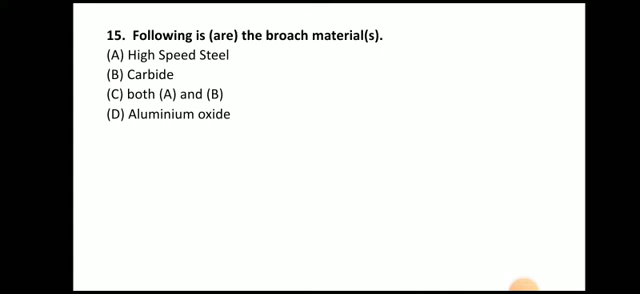 15. Following is (are) the broach material(s).
(A) High Speed Steel
(B) Carbide
(C) both (A) and (B)
(D) Aluminium oxide